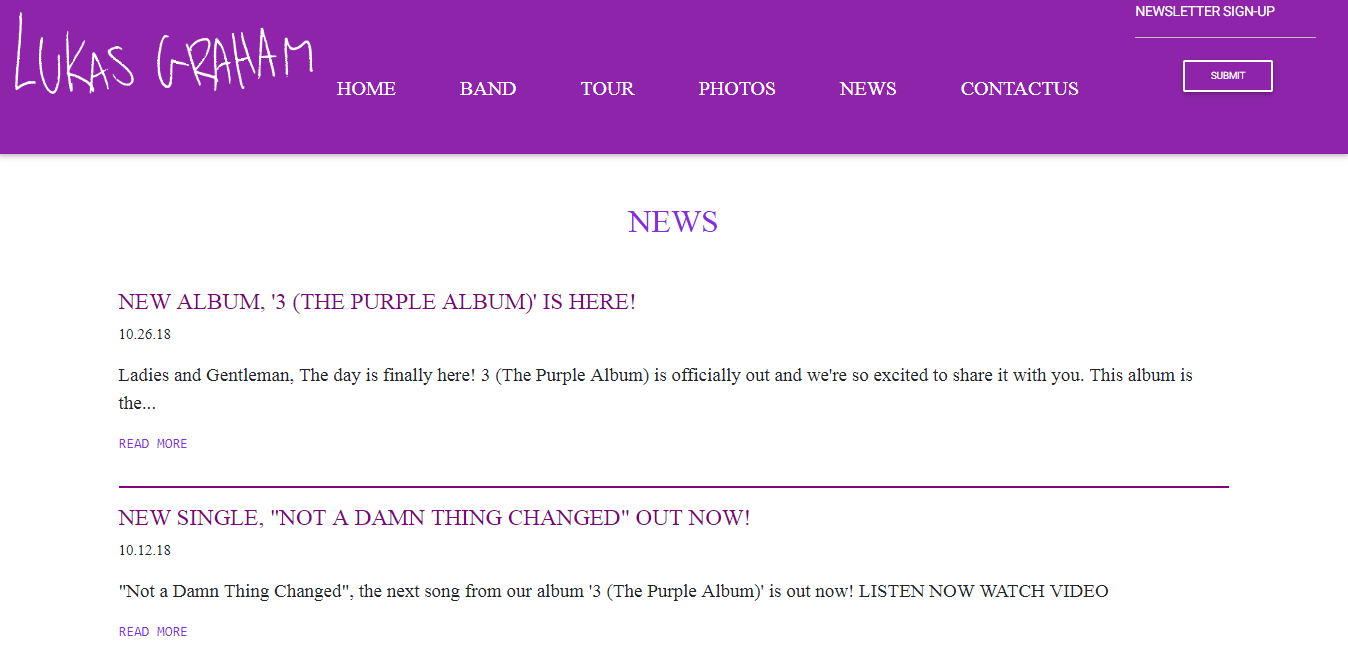 LUKAS GRAHAM
NEWSLETTER SIGN-UP
SUBMIT
HOME BAND TOUR PHOTOS NEWS CONTACTUS
NEWS
NEW ALBUM, '3 (THE PURPLE ALBUM)' IS HERE!
10.26.18
Ladies and Gentleman, The day is finally here! 3 (The Purple Album) is officially out and we're so excited to share it with you. This album is
the...
READ MORE
NEW SINGLE, "NOT A DAMN THING CHANGED" OUT NOW!
10.12.18
"Not a Damn Thing Changed", the next song from our album '3 (The Purple Album)' is out now! LISTEN NOW WATCH VIDEO
READ MORE